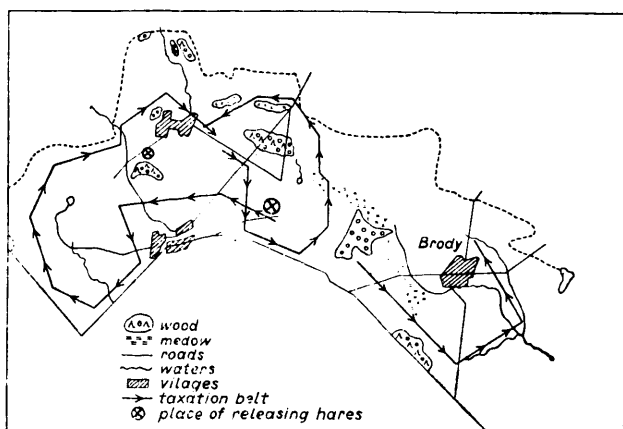 Brody
wood
medow
roads
waters
vilages
taxation belt
place of releasing hares